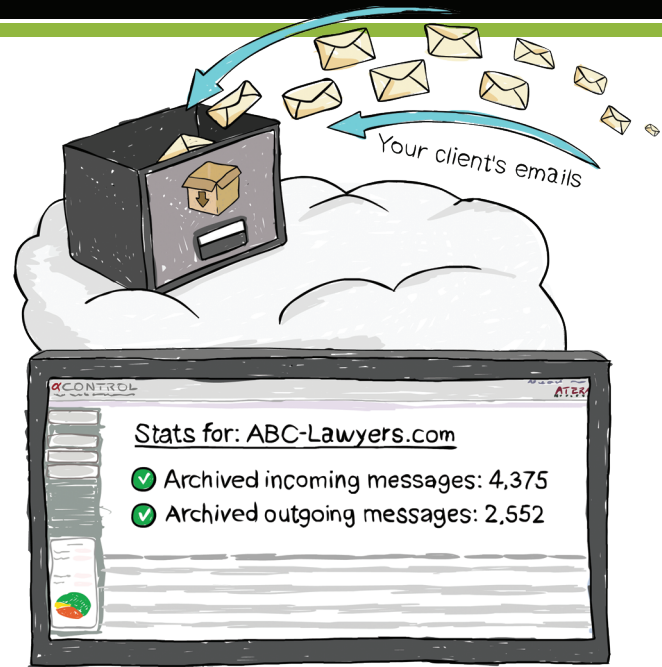 Your client's emails
αCONTROL
Stats for: ABC-Lawyers.com
Archived incoming messages: 4,375
Archived outgoing messages: 2,552